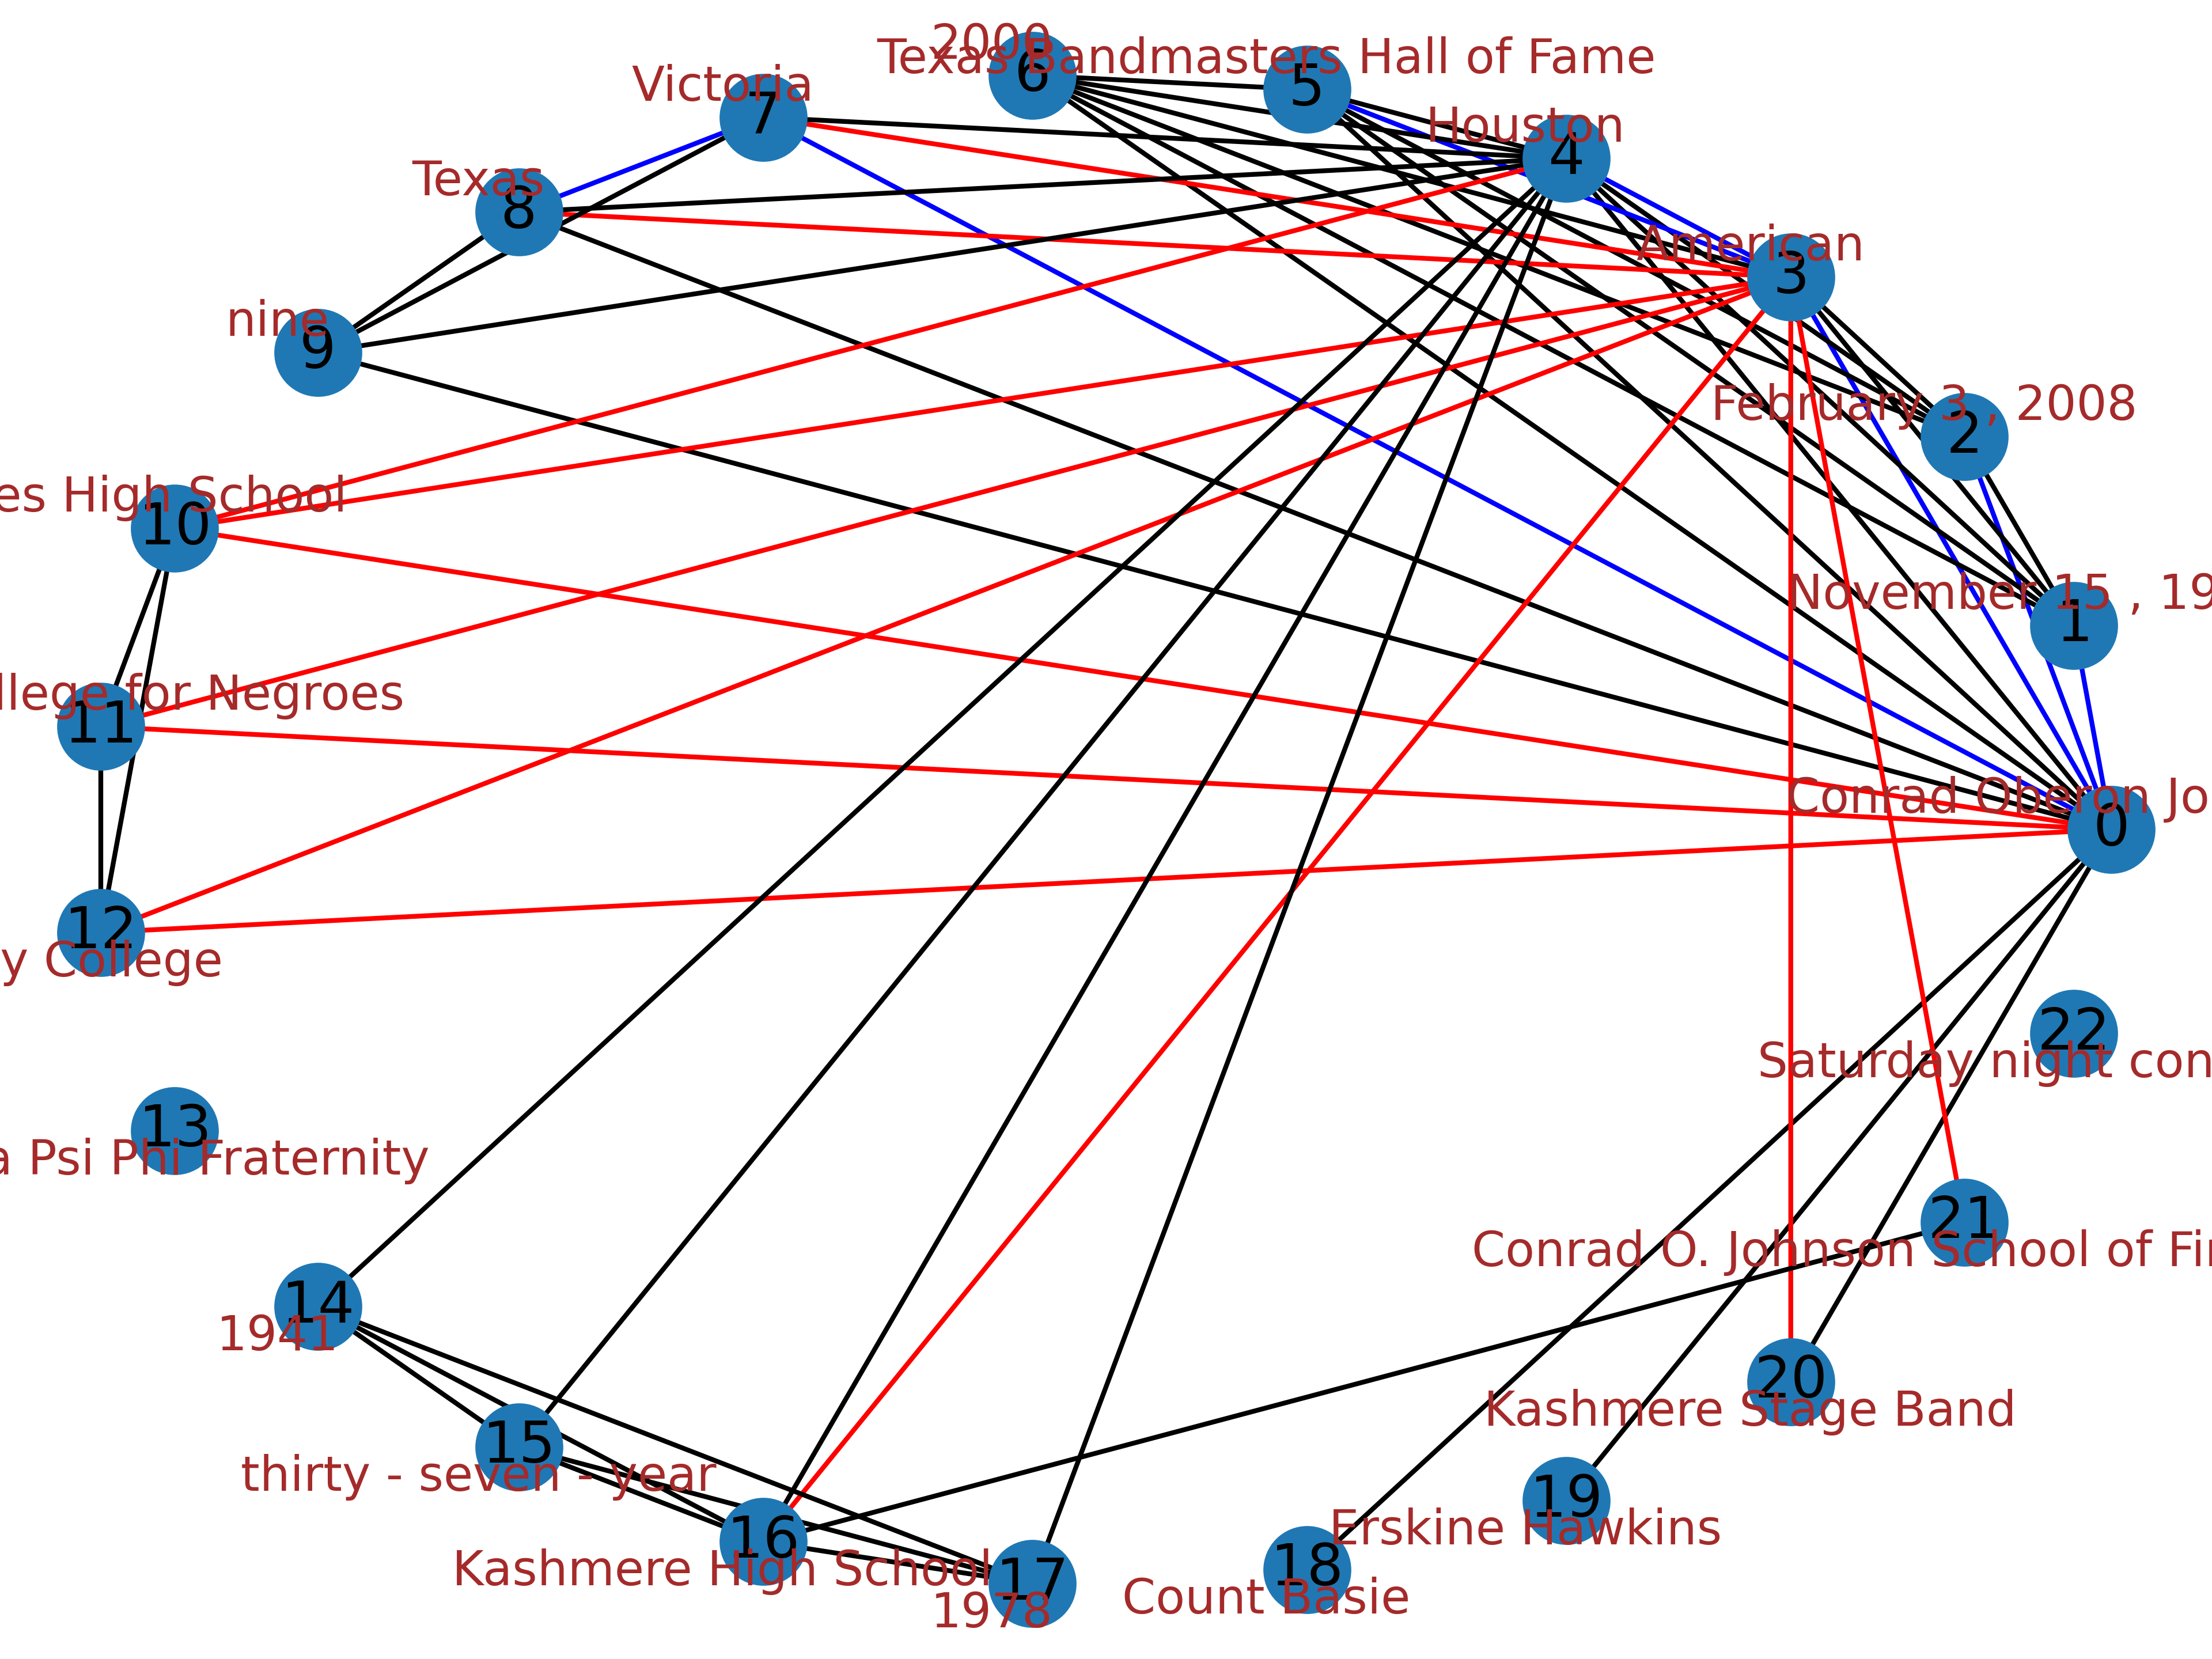 2000
6
Texas Bandmasters Hall of Fame
5
Victoria
7
Houston
4
Texas
8
American
3
nine
9
February 3 , 2008
2
es High School
10
November 15 , 19
1
llege for Negroes
11
Conrad Oberon Jo
0
12
y College
22
Saturday night con
13
a Psi Phi Fraternity
21
Conrad O. Johnson School of Fi
14
1941
20
Kashmere Stage Band
15
thirty - seven - year
19
Erskine Hawkins
16
Kashmere High School
18
Count Basie
17
1978